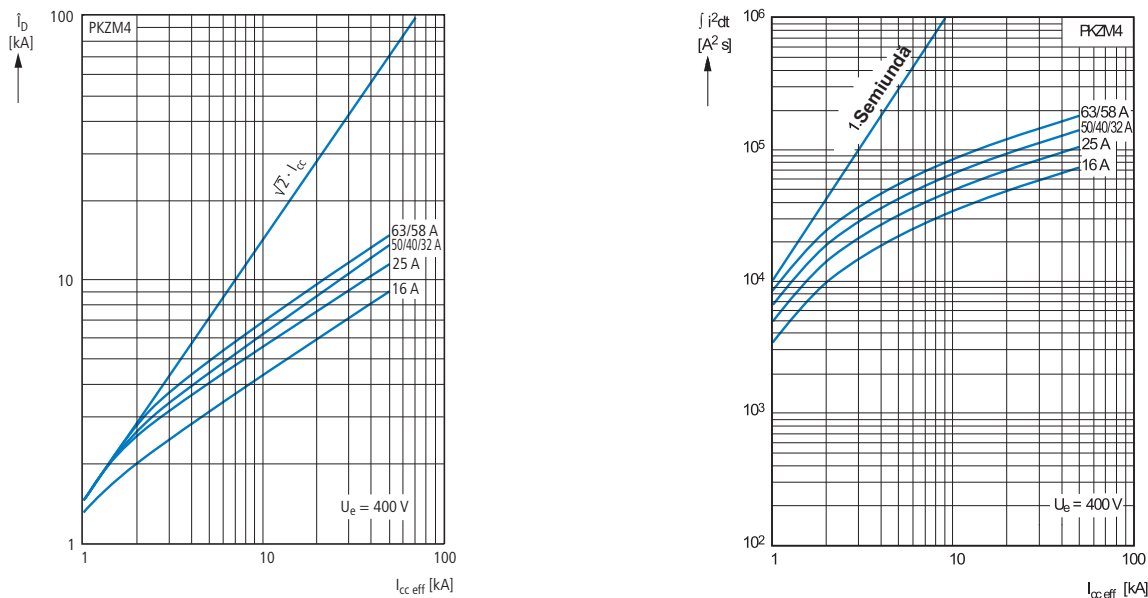 Î_D
[kA]
100
10
1
PKZM4
√2 · I_cc
63/58 A
50/40/32 A
25 A
16 A
U_e = 400 V
1
10
100
I_cc eff [kA]
∫ i²dt
[A² s]
10⁶
10⁵
10⁴
10³
10²
PKZM4
1.Semiundă
63/58 A
50/40/32 A
25 A
16 A
U_e = 400 V
1
10
100
I_cc eff [kA]